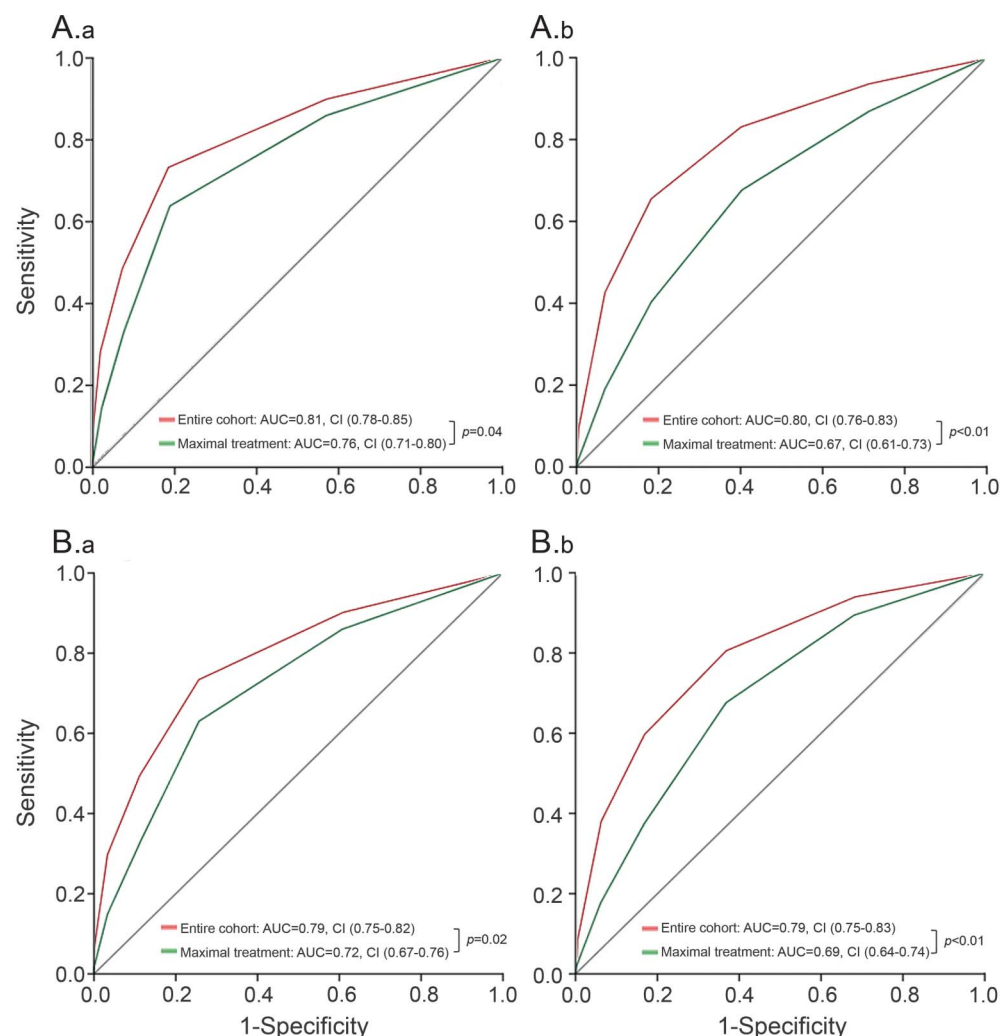 A.a
A.b
1.0
0.8
0.6
0.4
0.2
0.0
Sensitivity
Entire cohort: AUC=0.81, CI (0.78-0.85)
Maximal treatment: AUC=0.76, CI (0.71-0.80)
p=0.04
0.0 0.2 0.4 0.6 0.8 1.0
1.0
0.8
0.6
0.4
0.2
0.0
Entire cohort: AUC=0.80, CI (0.76-0.83)
Maximal treatment: AUC=0.67, CI (0.61-0.73)
p<0.01
0.0 0.2 0.4 0.6 0.8 1.0
B.a
B.b
1.0
0.8
0.6
0.4
0.2
0.0
Sensitivity
Entire cohort: AUC=0.79, CI (0.75-0.82)
Maximal treatment: AUC=0.72, CI (0.67-0.76)
p=0.02
0.0 0.2 0.4 0.6 0.8 1.0
1-Specificity
1.0
0.8
0.6
0.4
0.2
0.0
Entire cohort: AUC=0.79, CI (0.75-0.83)
Maximal treatment: AUC=0.69, CI (0.64-0.74)
p<0.01
0.0 0.2 0.4 0.6 0.8 1.0
1-Specificity